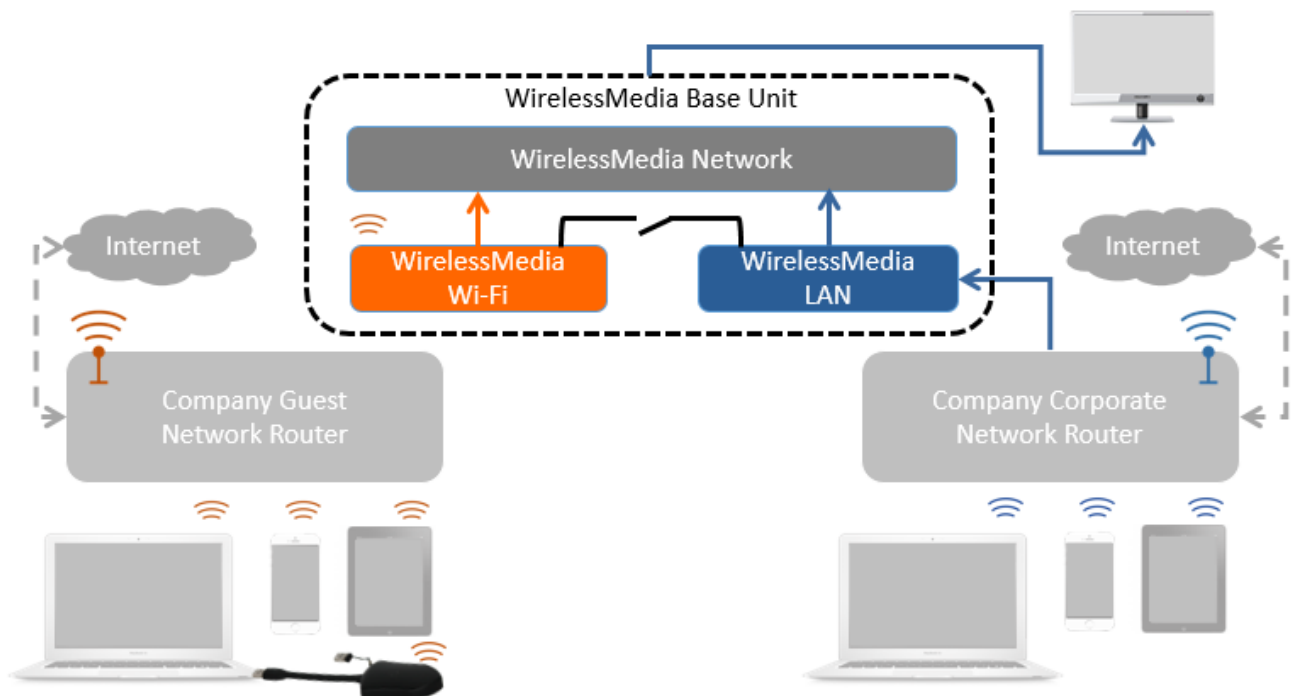 WirelessMedia Base Unit
WirelessMedia Network
Internet
WirelessMedia
Wi-Fi
WirelessMedia
LAN
Internet
Company Guest
Network Router
Company Corporate
Network Router